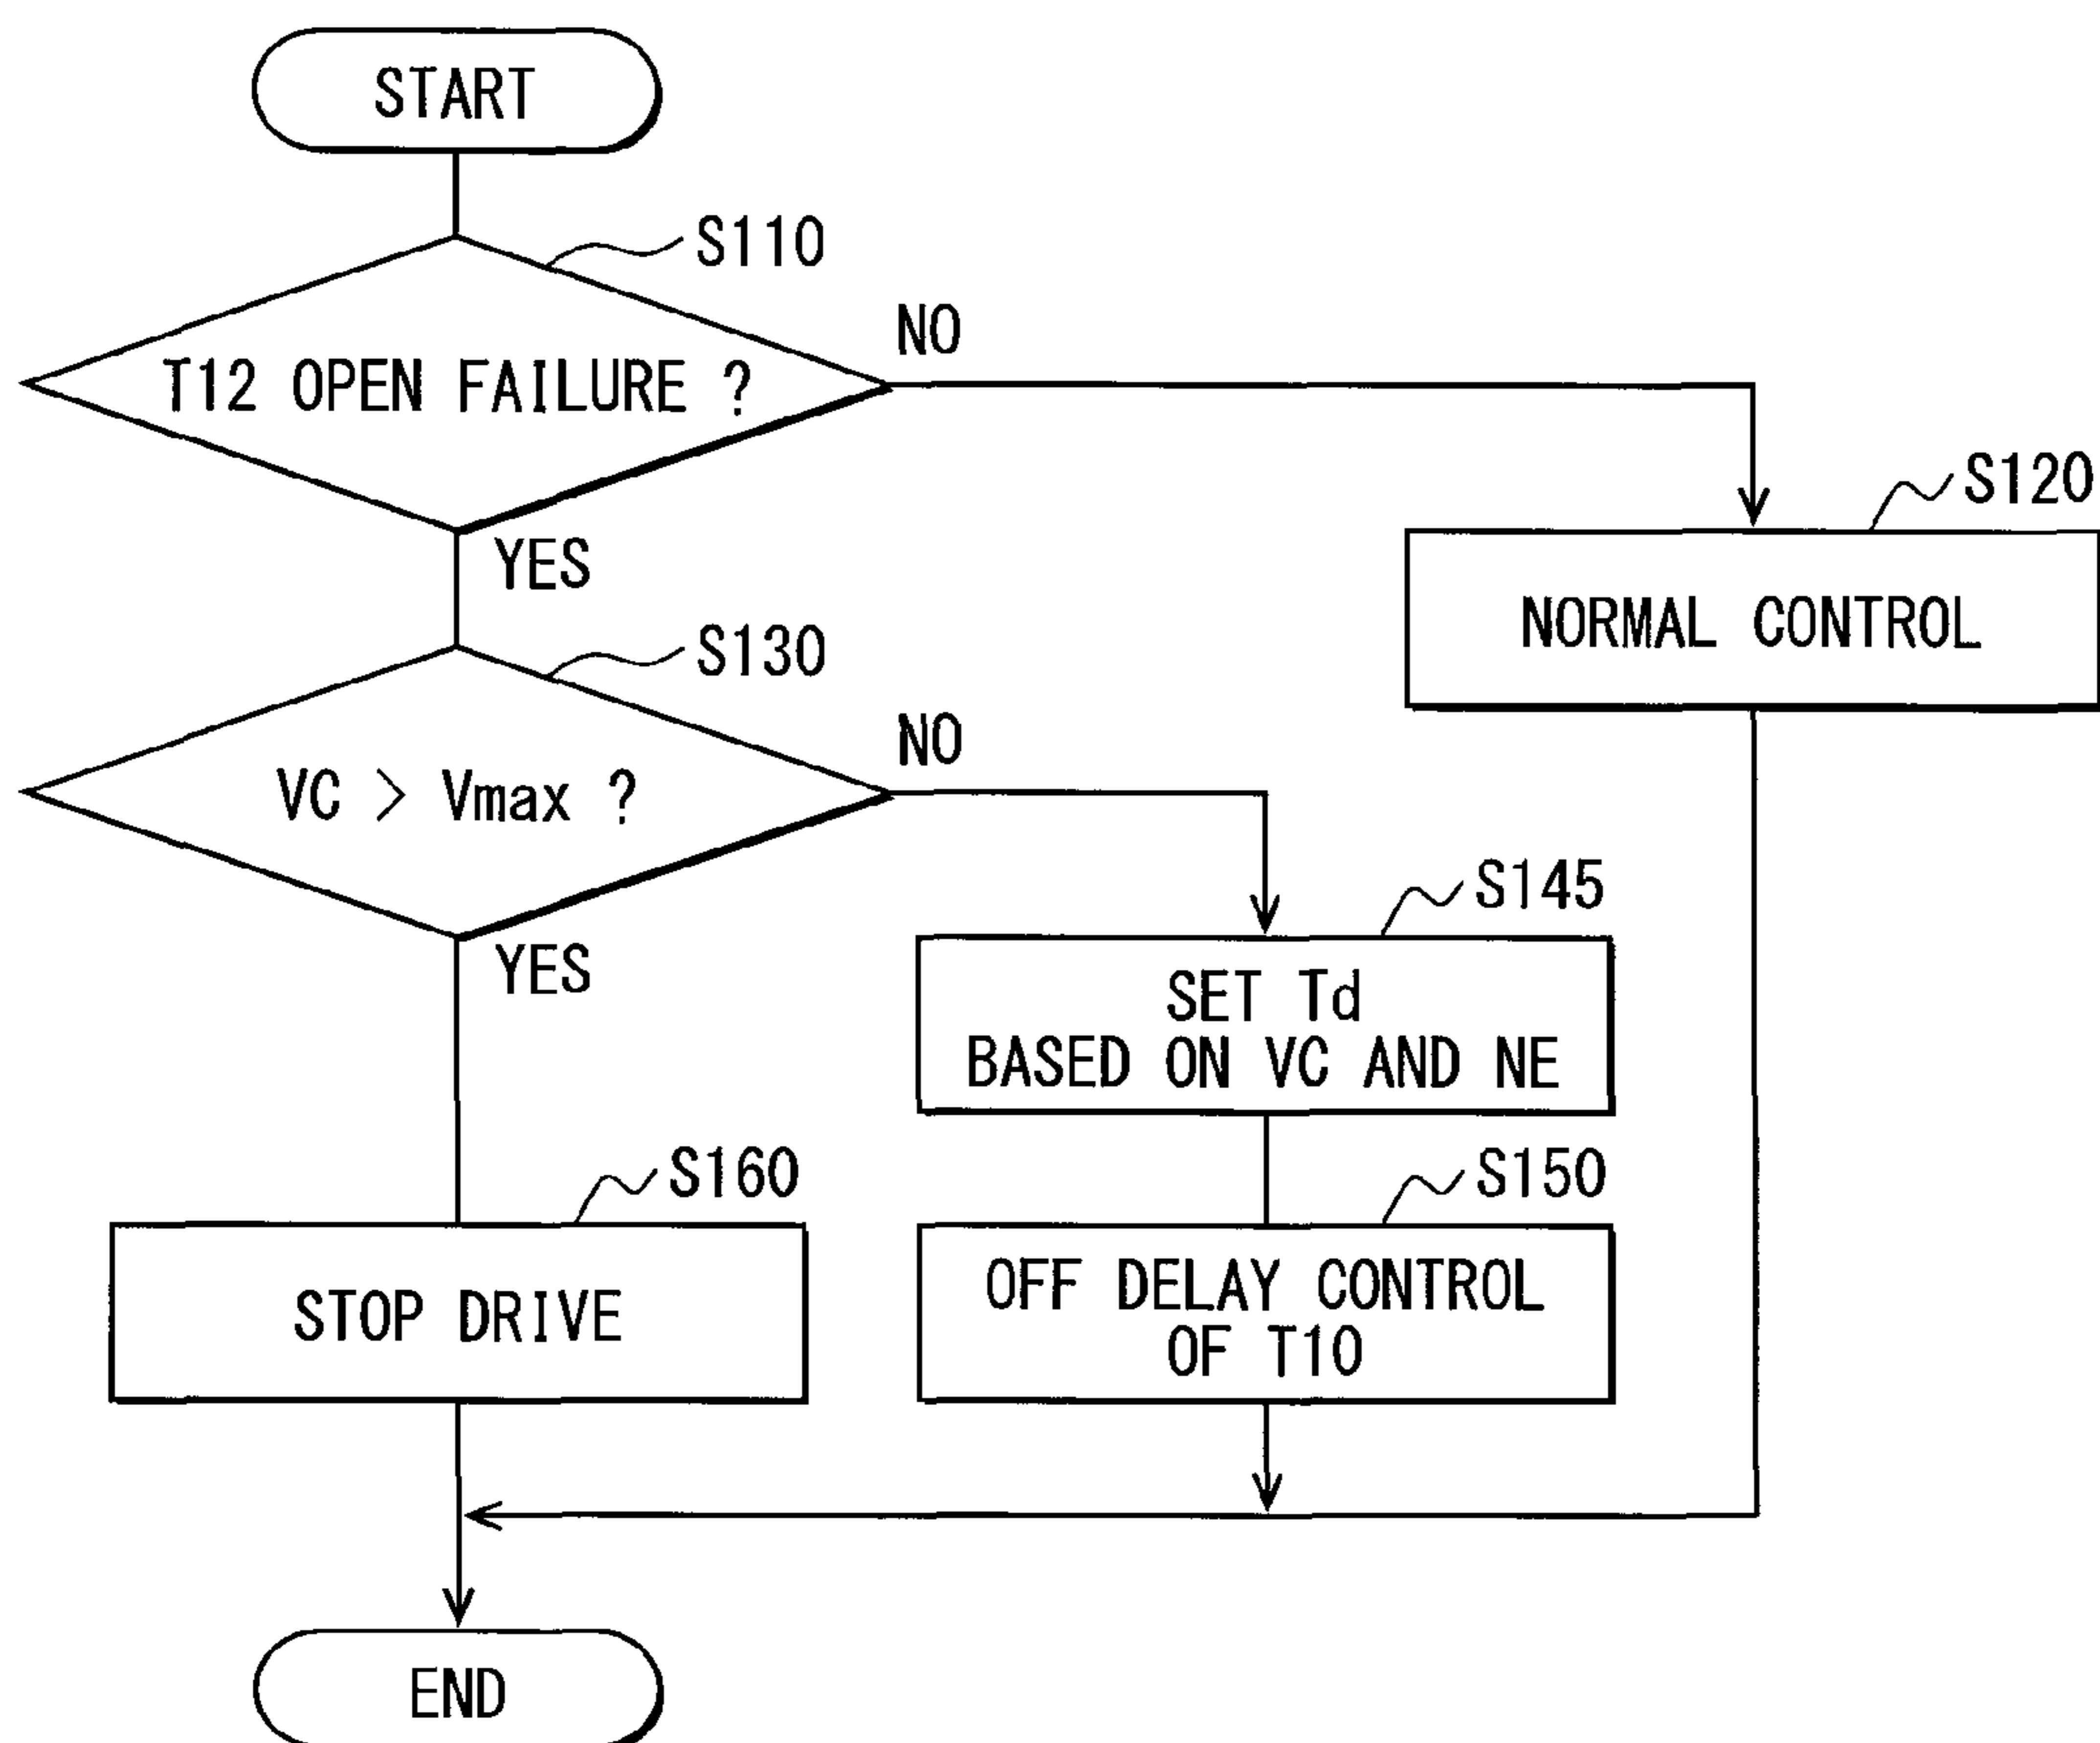 START
S110
T12 OPEN FAILURE ?
NO
YES
S120
NORMAL CONTROL
S130
VC > Vmax ?
NO
YES
S145
SET Td
BASED ON VC AND NE
S160
STOP DRIVE
S150
OFF DELAY CONTROL
OF T10
END